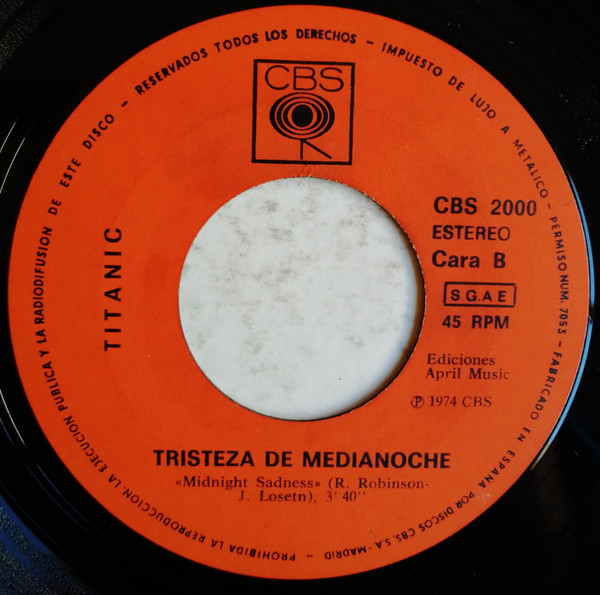 RESERVADOS TODOS LOS DERECHOS - IMPUESTO DE LUJO A METALICO - PERMISO NUM. 7053 - FABRICADO EN ESPAÑA POR DISCOS CBS, S.A. - MADRID - PROHIBIDA LA REPRODUCCION, LA EJECUCION PUBLICA Y LA RADIODIFUSION DE ESTE DISCO -
CBS
TITANIC
CBS 2000
ESTEREO
Cara B
S G A E
45 RPM
Ediciones
April Music
Ⓟ 1974 CBS
TRISTEZA DE MEDIANOCHE
«Midnight Sadness» (R. Robinson-
J. Losetn), 3' 40''